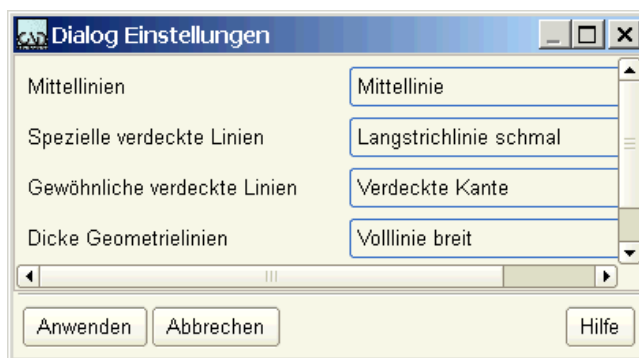 CAD Dialog Einstellungen
Mittellinien Mittellinie
Spezielle verdeckte Linien Langstrichlinie schmal
Gewöhnliche verdeckte Linien Verdeckte Kante
Dicke Geometrielinien Volllinie breit
Anwenden Abbrechen Hilfe